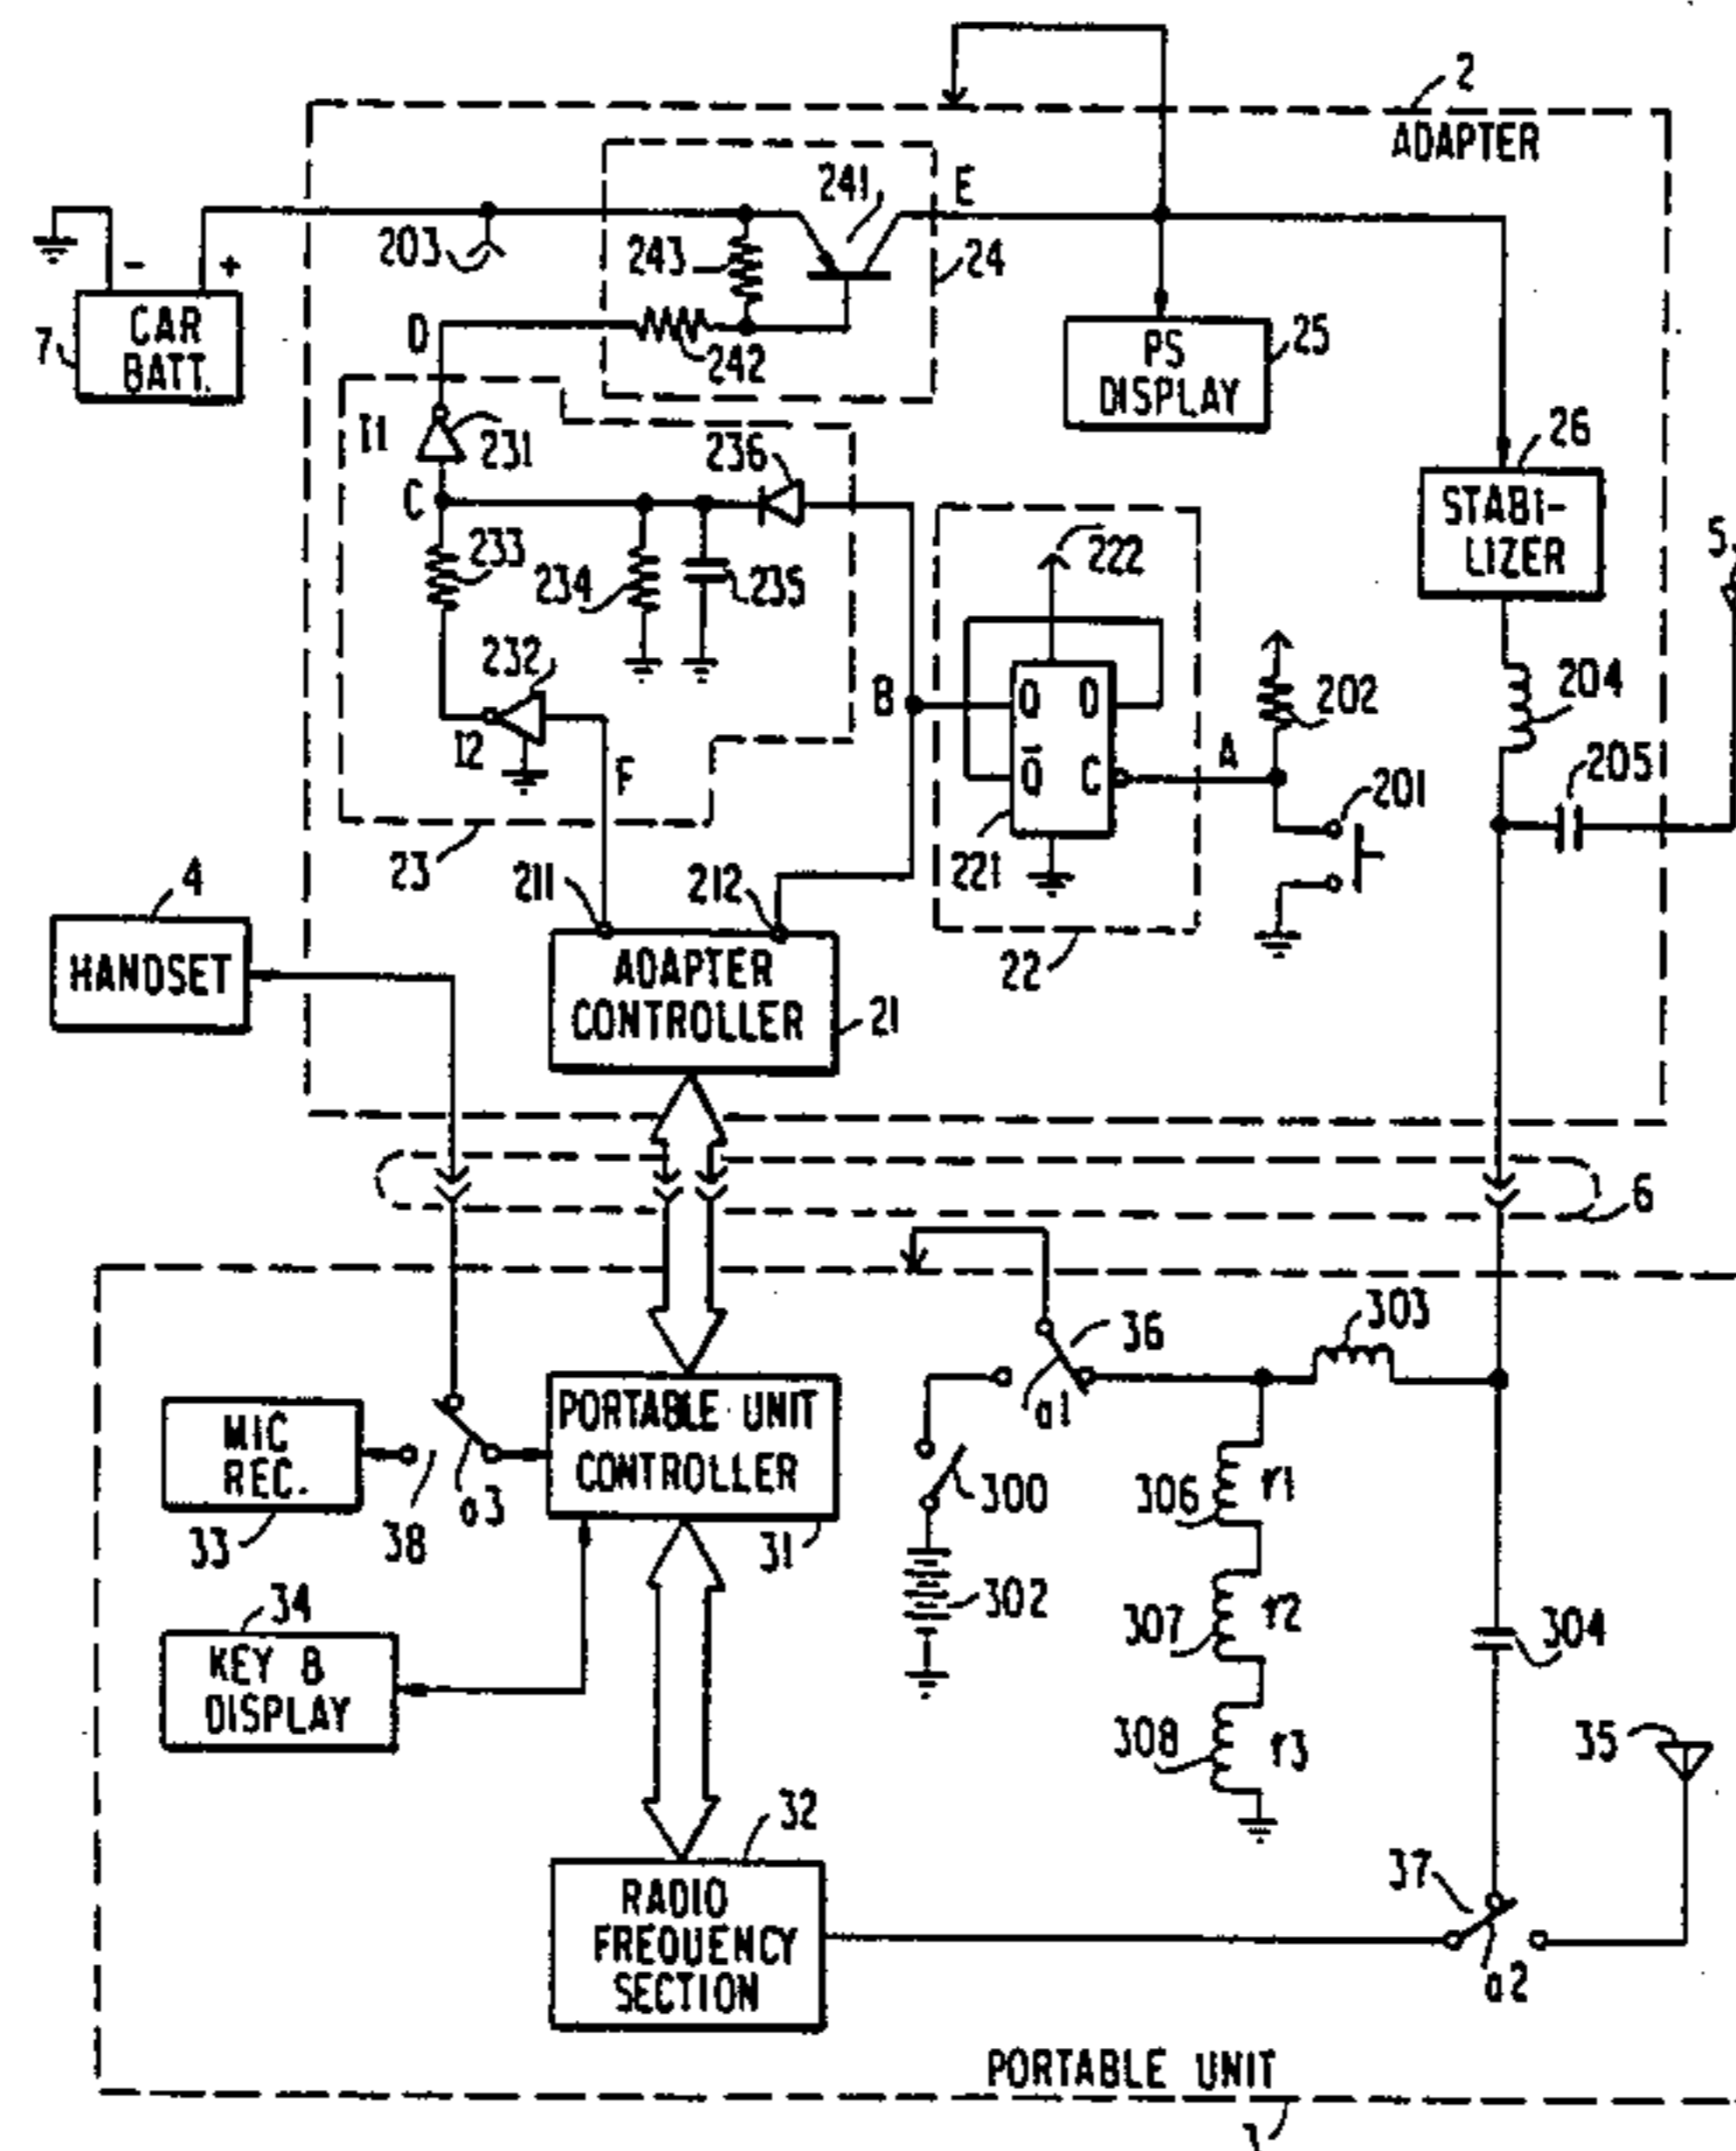 2
ADAPTER
241
E
203
243
24
- +
7
CAR
BATT.
D
242
PS
DISPLAY
25
I1
231
236
26
C
STABI-
LIZER
5
233
234
235
222
232
B
Q D
202
204
I2
F
Q̅ C
A
205
201
23
211
212
221
4
22
HANDSET
ADAPTER
CONTROLLER
21
6
303
36
a1
MIC
REC.
PORTABLE UNIT
CONTROLLER
300
306
r1
33
38
a3
31
34
302
307
r2
304
KEY &
DISPLAY
308
r3
35
32
RADIO
FREQUENCY
SECTION
37
a2
PORTABLE UNIT